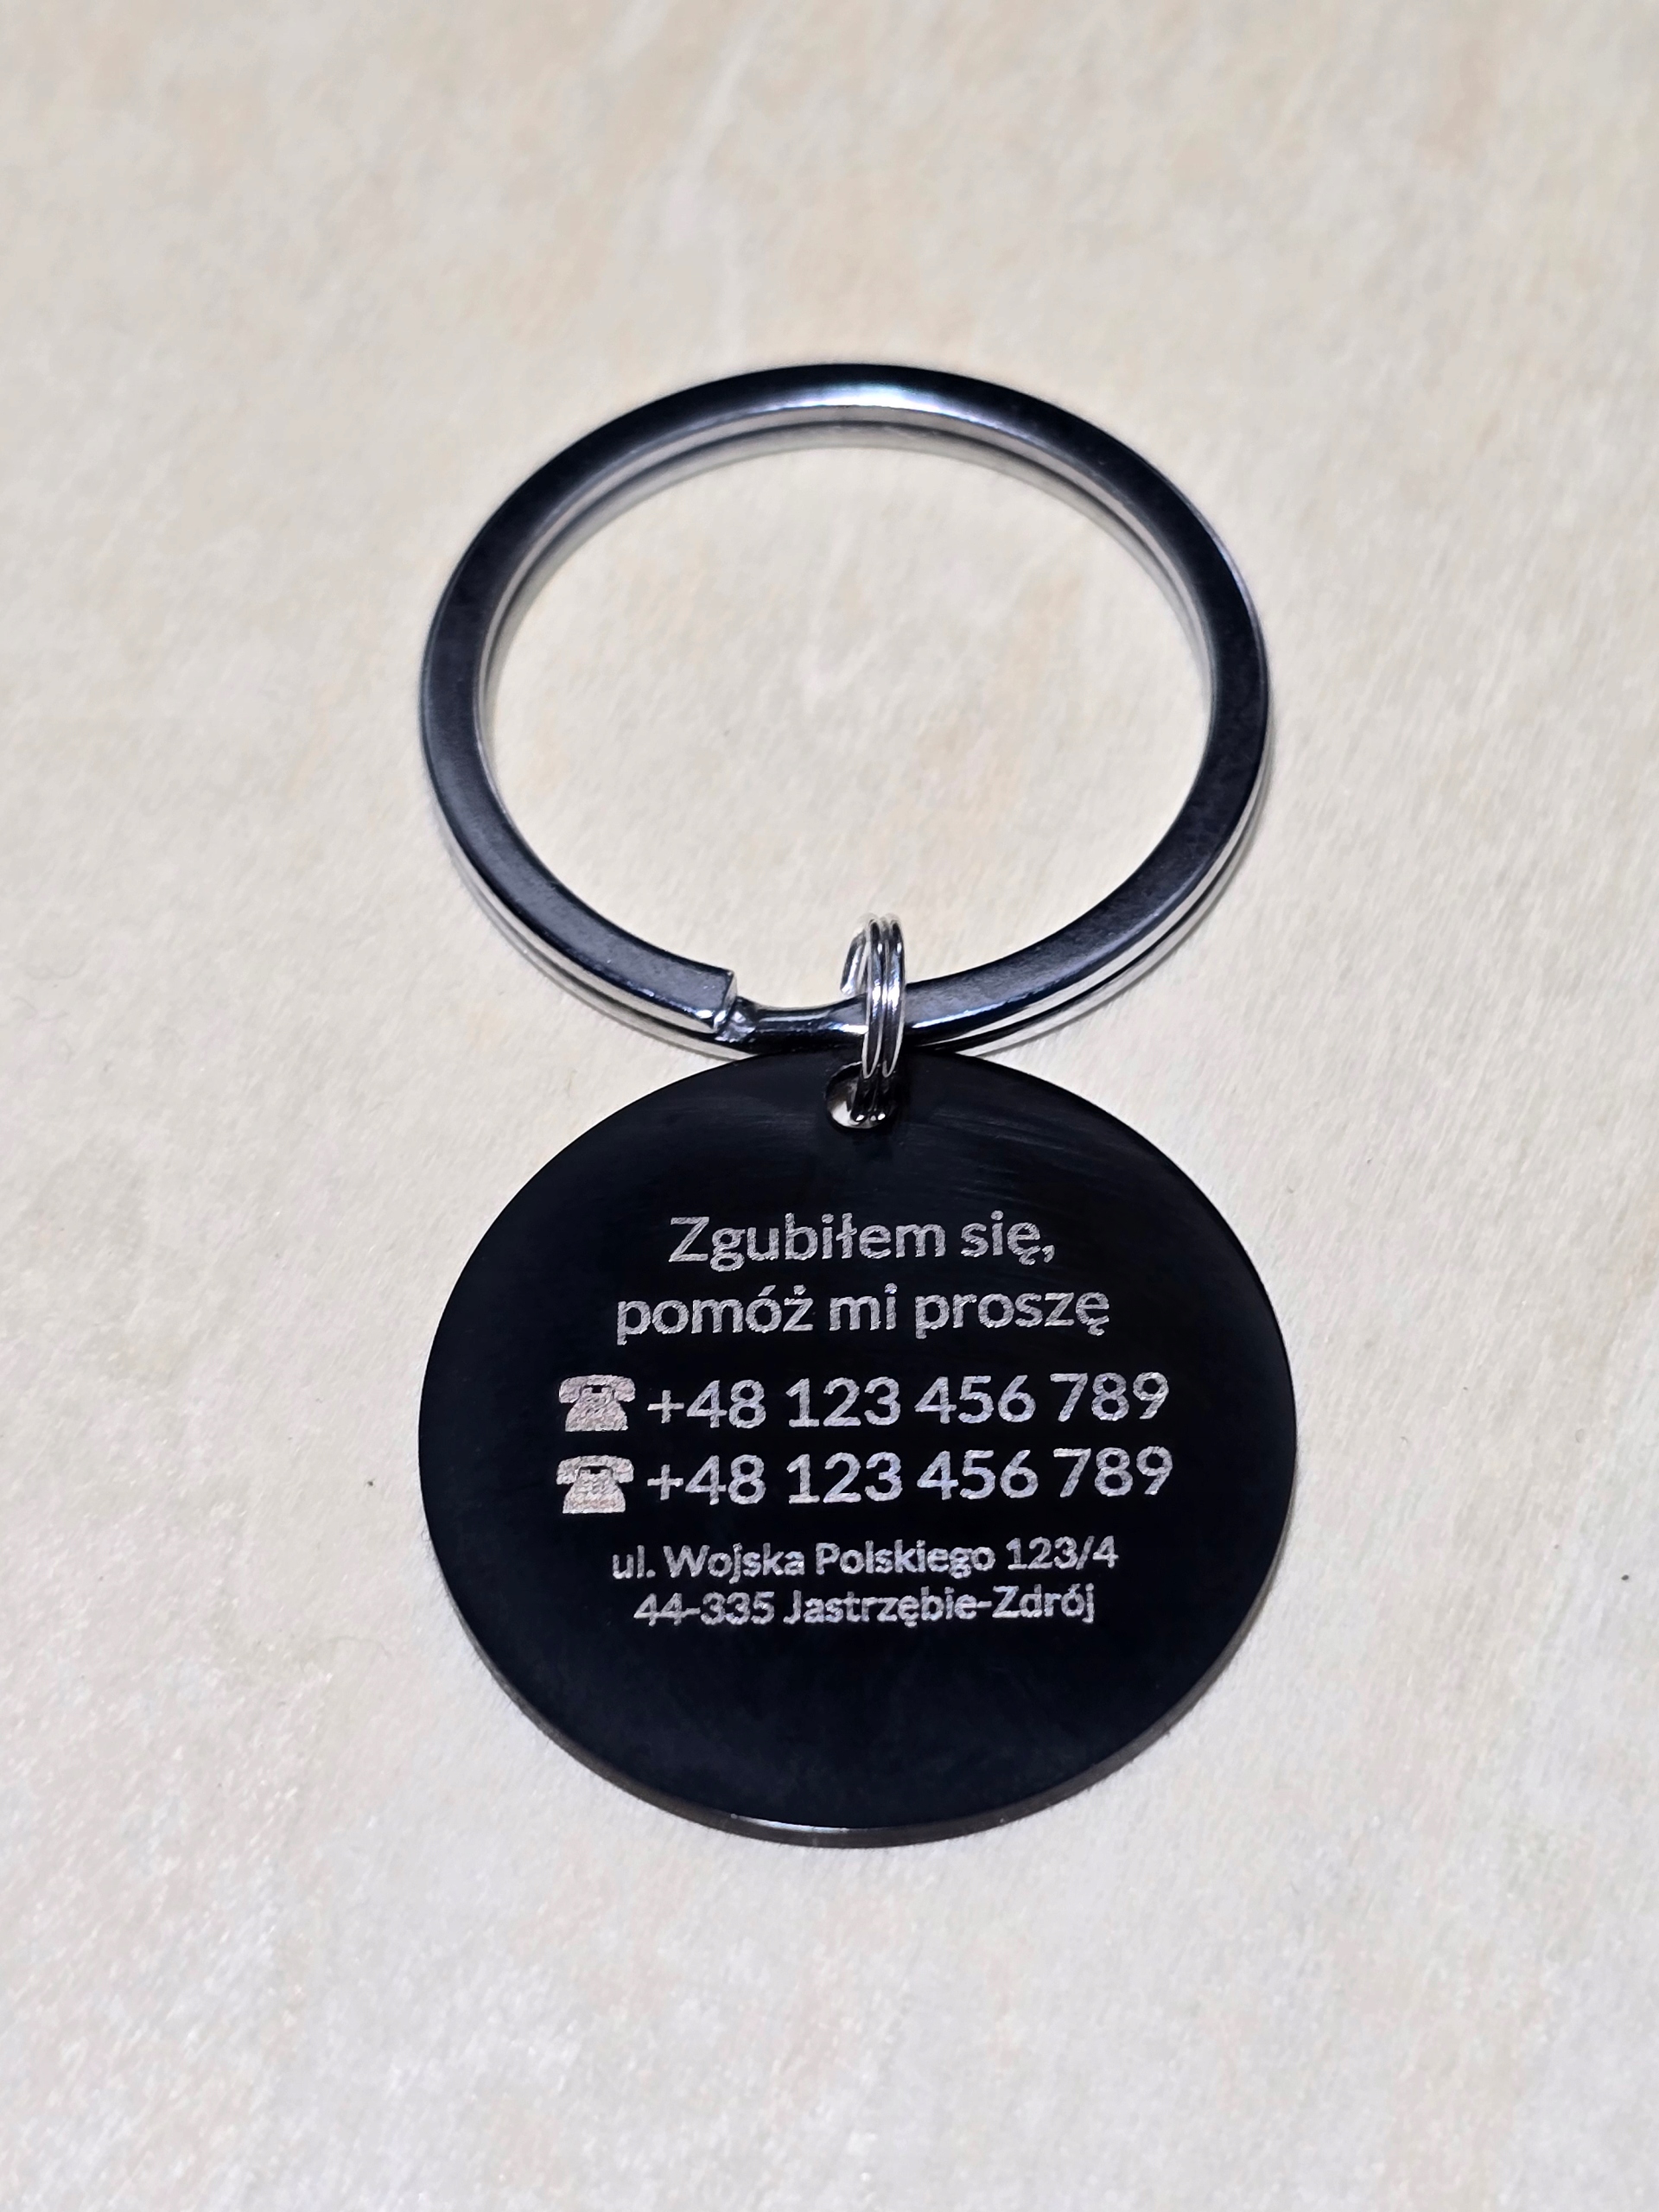 Zgubiłem się,
pomóż mi proszę
☎ +48 123 456 789
☎ +48 123 456 789
ul. Wojska Polskiego 123/4
44-335 Jastrzębie-Zdrój